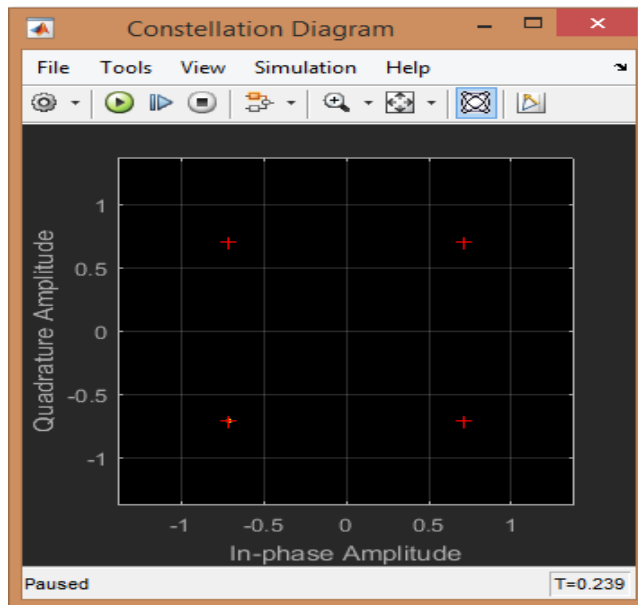 Constellation Diagram
File Tools View Simulation Help
Quadrature Amplitude
1
0.5
0
-0.5
-1
-1 -0.5 0 0.5 1
In-phase Amplitude
Paused T=0.239